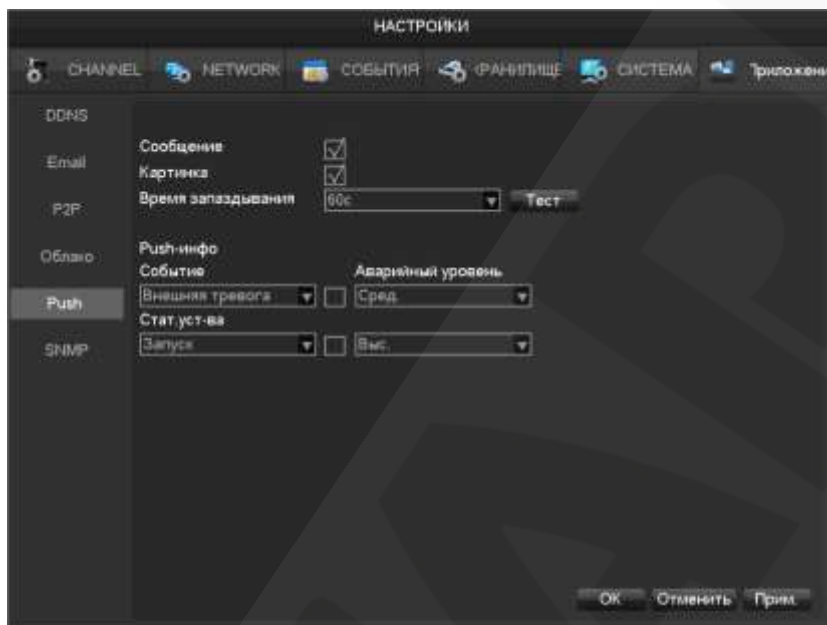 НАСТРОЙКИ
CHANNEL NETWORK СОБЫТИЯ ФРАНИЛИЩЕ СИСТЕМА Приложени
DDNS
Email
P2P
Облако
Push
SNMP
Сообщение
Картинка
Время запаздывания 60с Тест
Push-инфо
Событие Аварийный уровень
Внешняя тревога Сред.
Стат.уст-ва
Запуск Выс.
OK Отменить Прим.